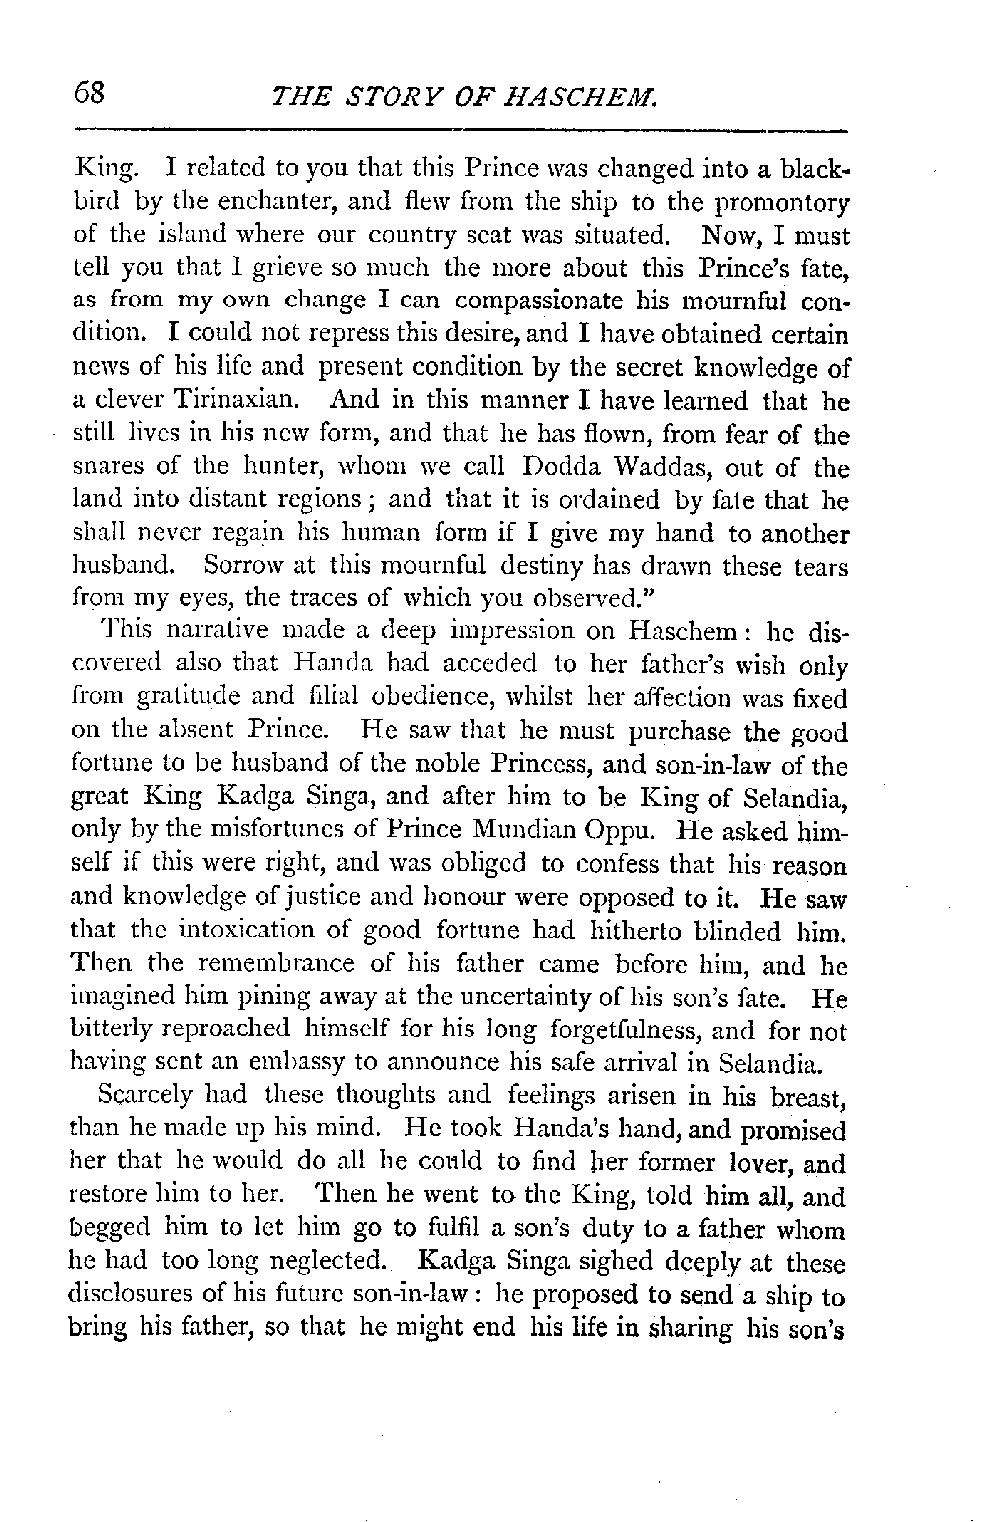 68 THE STORY OF HASCHEM.
King. I related to you that this Prince was changed into a black-
bird by the enchanter, and flew from the ship to the promontory
of the island where our country seat was situated. Now, I must
tell you that I grieve so much the more about this Prince's fate,
as from my own change I can compassionate his mournful con-
dition. I could not repress this desire, and I have obtained certain
news of his life and present condition by the secret knowledge of
a clever Tirinaxian. And in this manner I have learned that he
still lives in his new form, and that he has flown, from fear of the
snares of the hunter, whom we call Dodda Waddas, out of the
land into distant regions; and that it is ordained by fate that he
shall never regain his human form if I give my hand to another
husband. Sorrow at this mournful destiny has drawn these tears
from my eyes, the traces of which you observed."
This narrative made a deep impression on Haschem: he dis-
covered also that Handa had acceded to her father's wish only
from gratitude and filial obedience, whilst her affection was fixed
on the absent Prince. He saw that he must purchase the good
fortune to be husband of the noble Princess, and son-in-law of the
great King Kadga Singa, and after him to be King of Selandia,
only by the misfortunes of Prince Mundian Oppu. He asked him-
self if this were right, and was obliged to confess that his reason
and knowledge of justice and honour were opposed to it. He saw
that the intoxication of good fortune had hitherto blinded him.
Then the remembrance of his father came before him, and he
imagined him pining away at the uncertainty of his son's fate. He
bitterly reproached himself for his long forgetfulness, and for not
having sent an embassy to announce his safe arrival in Selandia.
Scarcely had these thoughts and feelings arisen in his breast,
than he made up his mind. He took Handa's hand, and promised
her that he would do all he could to find her former lover, and
restore him to her. Then he went to the King, told him all, and
begged him to let him go to fulfil a son's duty to a father whom
he had too long neglected. Kadga Singa sighed deeply at these
disclosures of his future son-in-law: he proposed to send a ship to
bring his father, so that he might end his life in sharing his son's